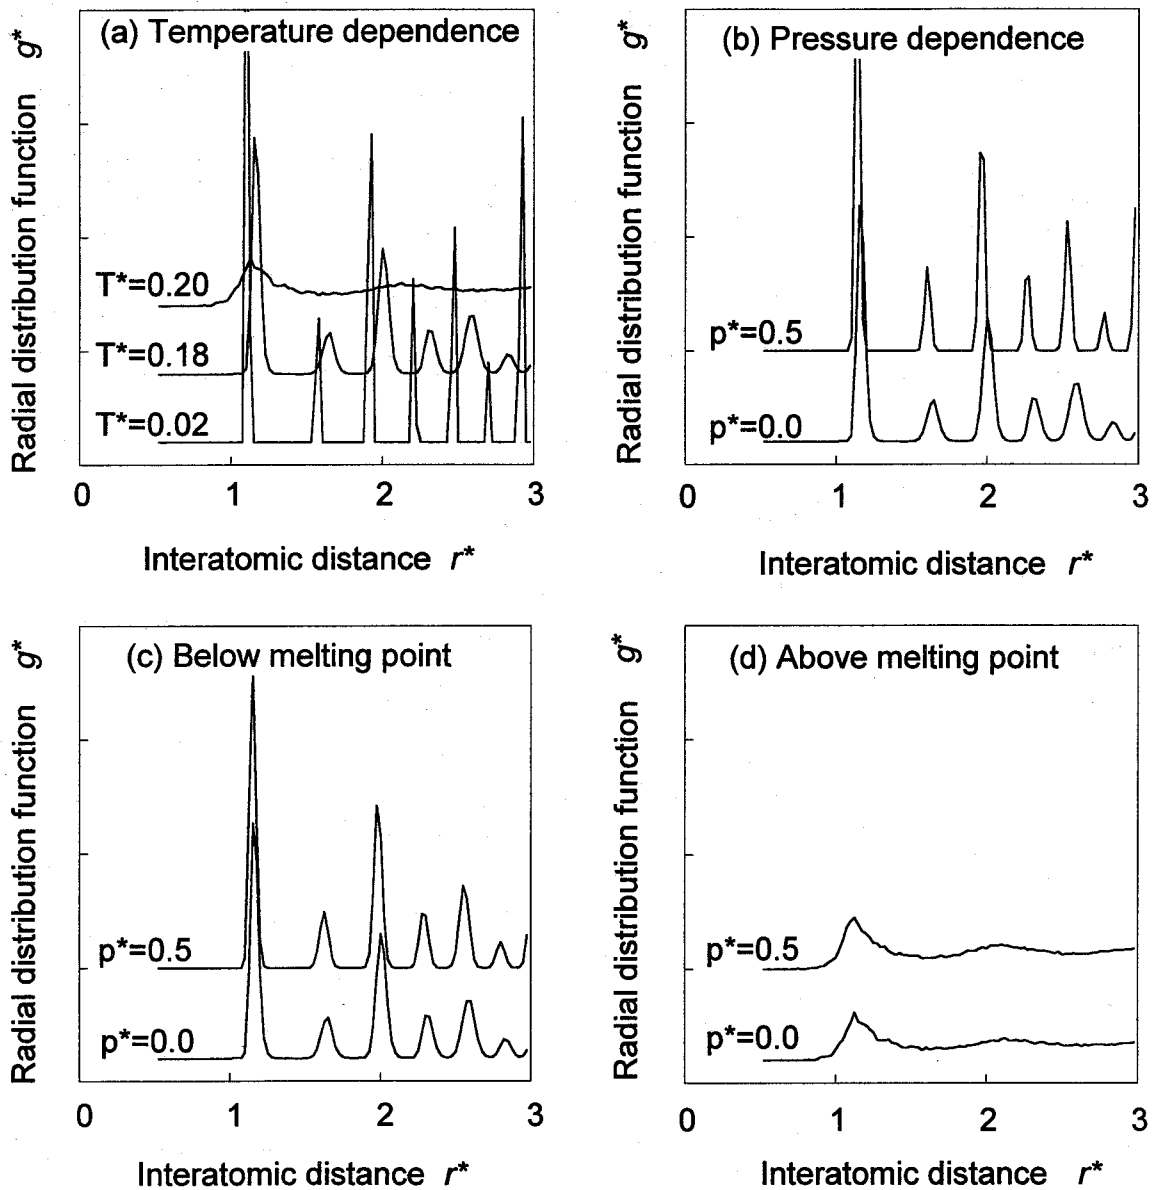 (a) Temperature dependence
Radial distribution function g*
T*=0.20
T*=0.18
T*=0.02
0 1 2 3
Interatomic distance r*
(b) Pressure dependence
Radial distribution function g*
p*=0.5
p*=0.0
0 1 2 3
Interatomic distance r*
(c) Below melting point
Radial distribution function g*
p*=0.5
p*=0.0
0 1 2 3
Interatomic distance r*
(d) Above melting point
Radial distribution function g*
p*=0.5
p*=0.0
0 1 2 3
Interatomic distance r*